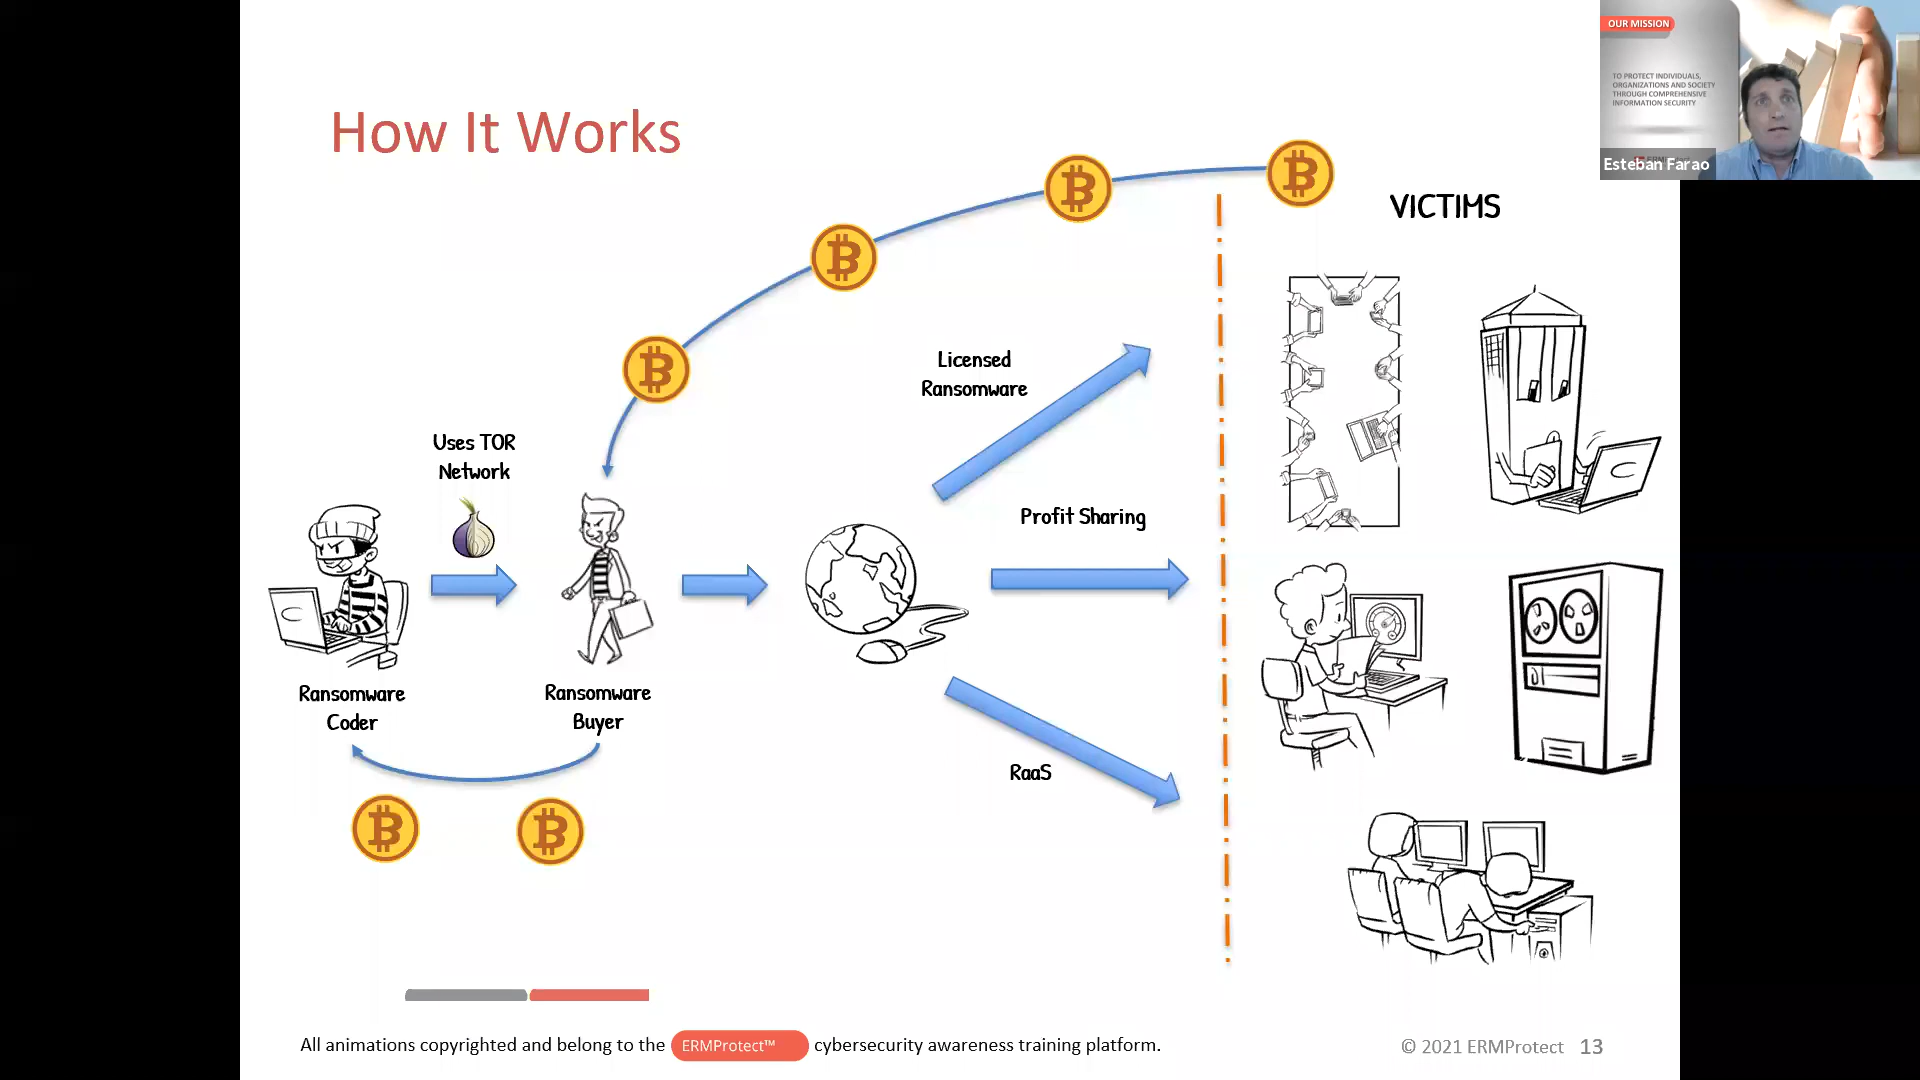 How It Works
OUR MISSION
TO PROTECT INDIVIDUALS,
ORGANIZATIONS AND SOCIETY
THROUGH COMPREHENSIVE
INFORMATION SECURITY
Esteban Farao
VICTIMS
Licensed
Ransomware
Uses TOR
Network
Profit Sharing
Ransomware
Coder
Ransomware
Buyer
RaaS
All animations copyrighted and belong to the ERMProtect™ cybersecurity awareness training platform.
© 2021 ERMProtect 13